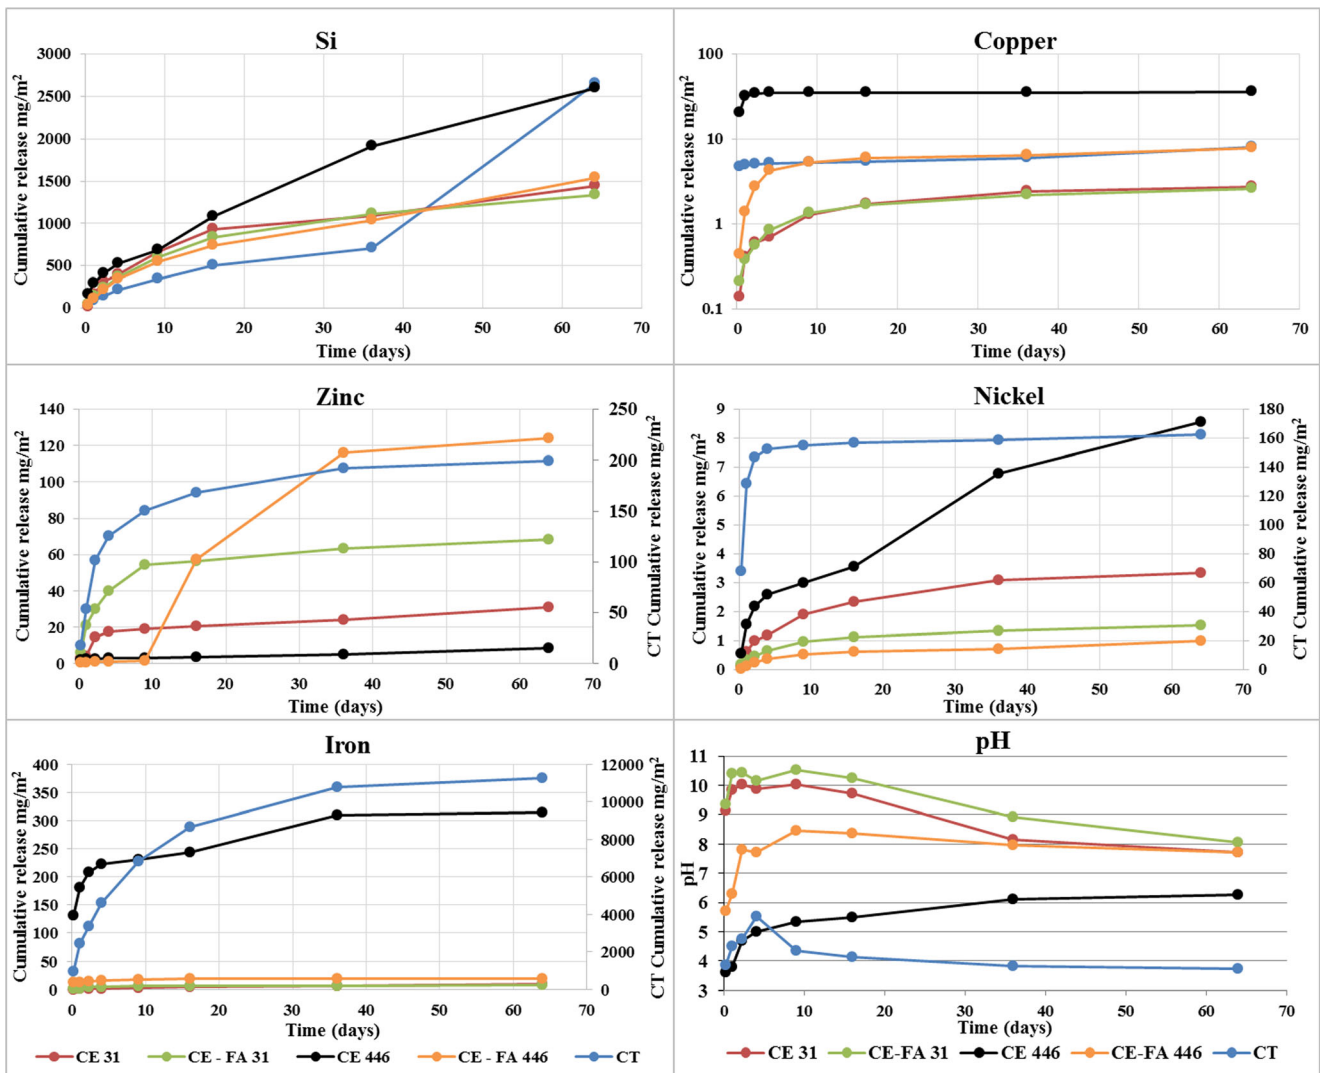 Si
Cumulative release mg/m²
3000
2500
2000
1500
1000
500
0
0 10 20 30 40 50 60 70
Time (days)
Copper
Cumulative release mg/m²
100
10
1
0.1
0 10 20 30 40 50 60 70
Time (days)
Zinc
Cumulative release mg/m²
140
120
100
80
60
40
20
0
250
200
150
100
50
0
CT Cumulative release mg/m²
0 10 20 30 40 50 60 70
Time (days)
Nickel
Cumulative release mg/m²
9
8
7
6
5
4
3
2
1
0
180
160
140
120
100
80
60
40
20
0
CT Cumulative release mg/m²
0 10 20 30 40 50 60 70
Time (days)
Iron
Cumulative release mg/m²
400
350
300
250
200
150
100
50
0
12000
10000
8000
6000
4000
2000
0
CT Cumulative release mg/m²
0 10 20 30 40 50 60 70
Time (days)
CE 31 CE - FA 31 CE 446 CE - FA 446 CT
pH
pH
11
10
9
8
7
6
5
4
3
0 10 20 30 40 50 60 70
Time (days)
CE 31 CE-FA 31 CE 446 CE-FA 446 CT